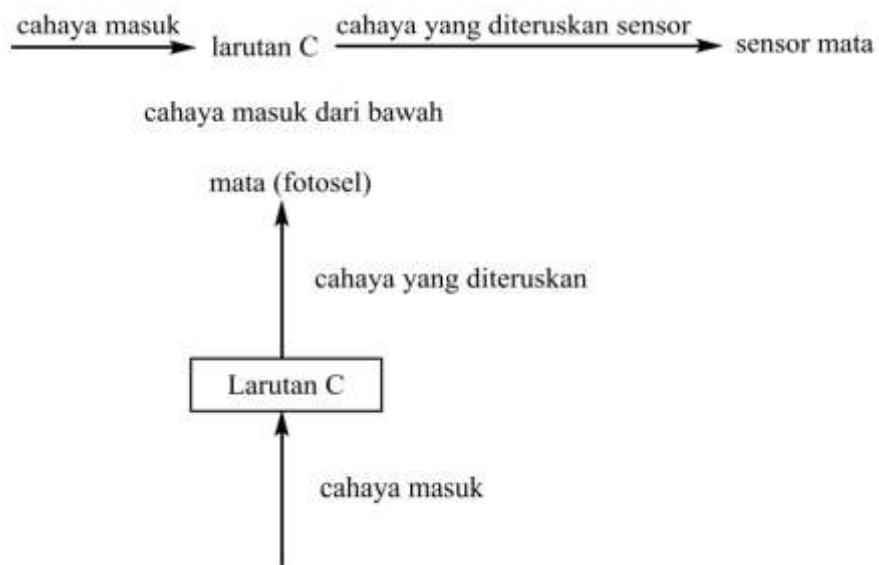 cahaya masuk larutan C cahaya yang diteruskan sensor sensor mata
cahaya masuk dari bawah
mata (fotosel)
cahaya yang diteruskan
Larutan C
cahaya masuk